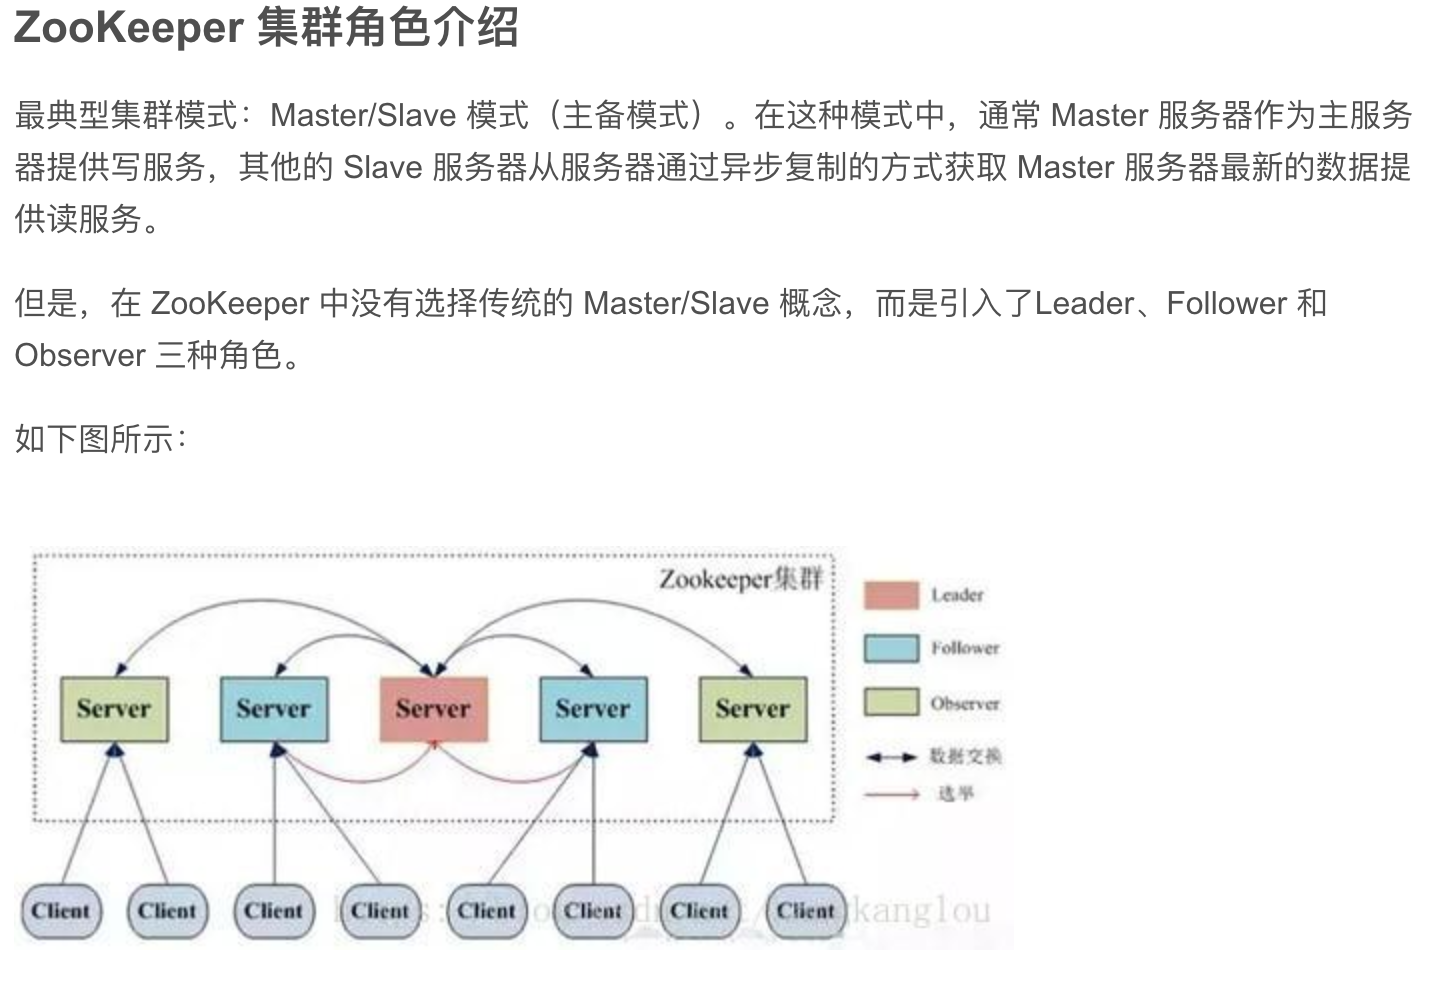 ZooKeeper 集群角色介绍
最典型集群模式：Master/Slave 模式（主备模式）。在这种模式中，通常 Master 服务器作为主服务
器提供写服务，其他的 Slave 服务器从服务器通过异步复制的方式获取 Master 服务器最新的数据提
供读服务。
但是，在 ZooKeeper 中没有选择传统的 Master/Slave 概念，而是引入了Leader、Follower 和
Observer 三种角色。
如下图所示：
Zookeeper集群
Leader
Follower
Observer
数据交换
选举
Server Server Server Server Server
Client Client Client Client Client Client Client Client
kanglou